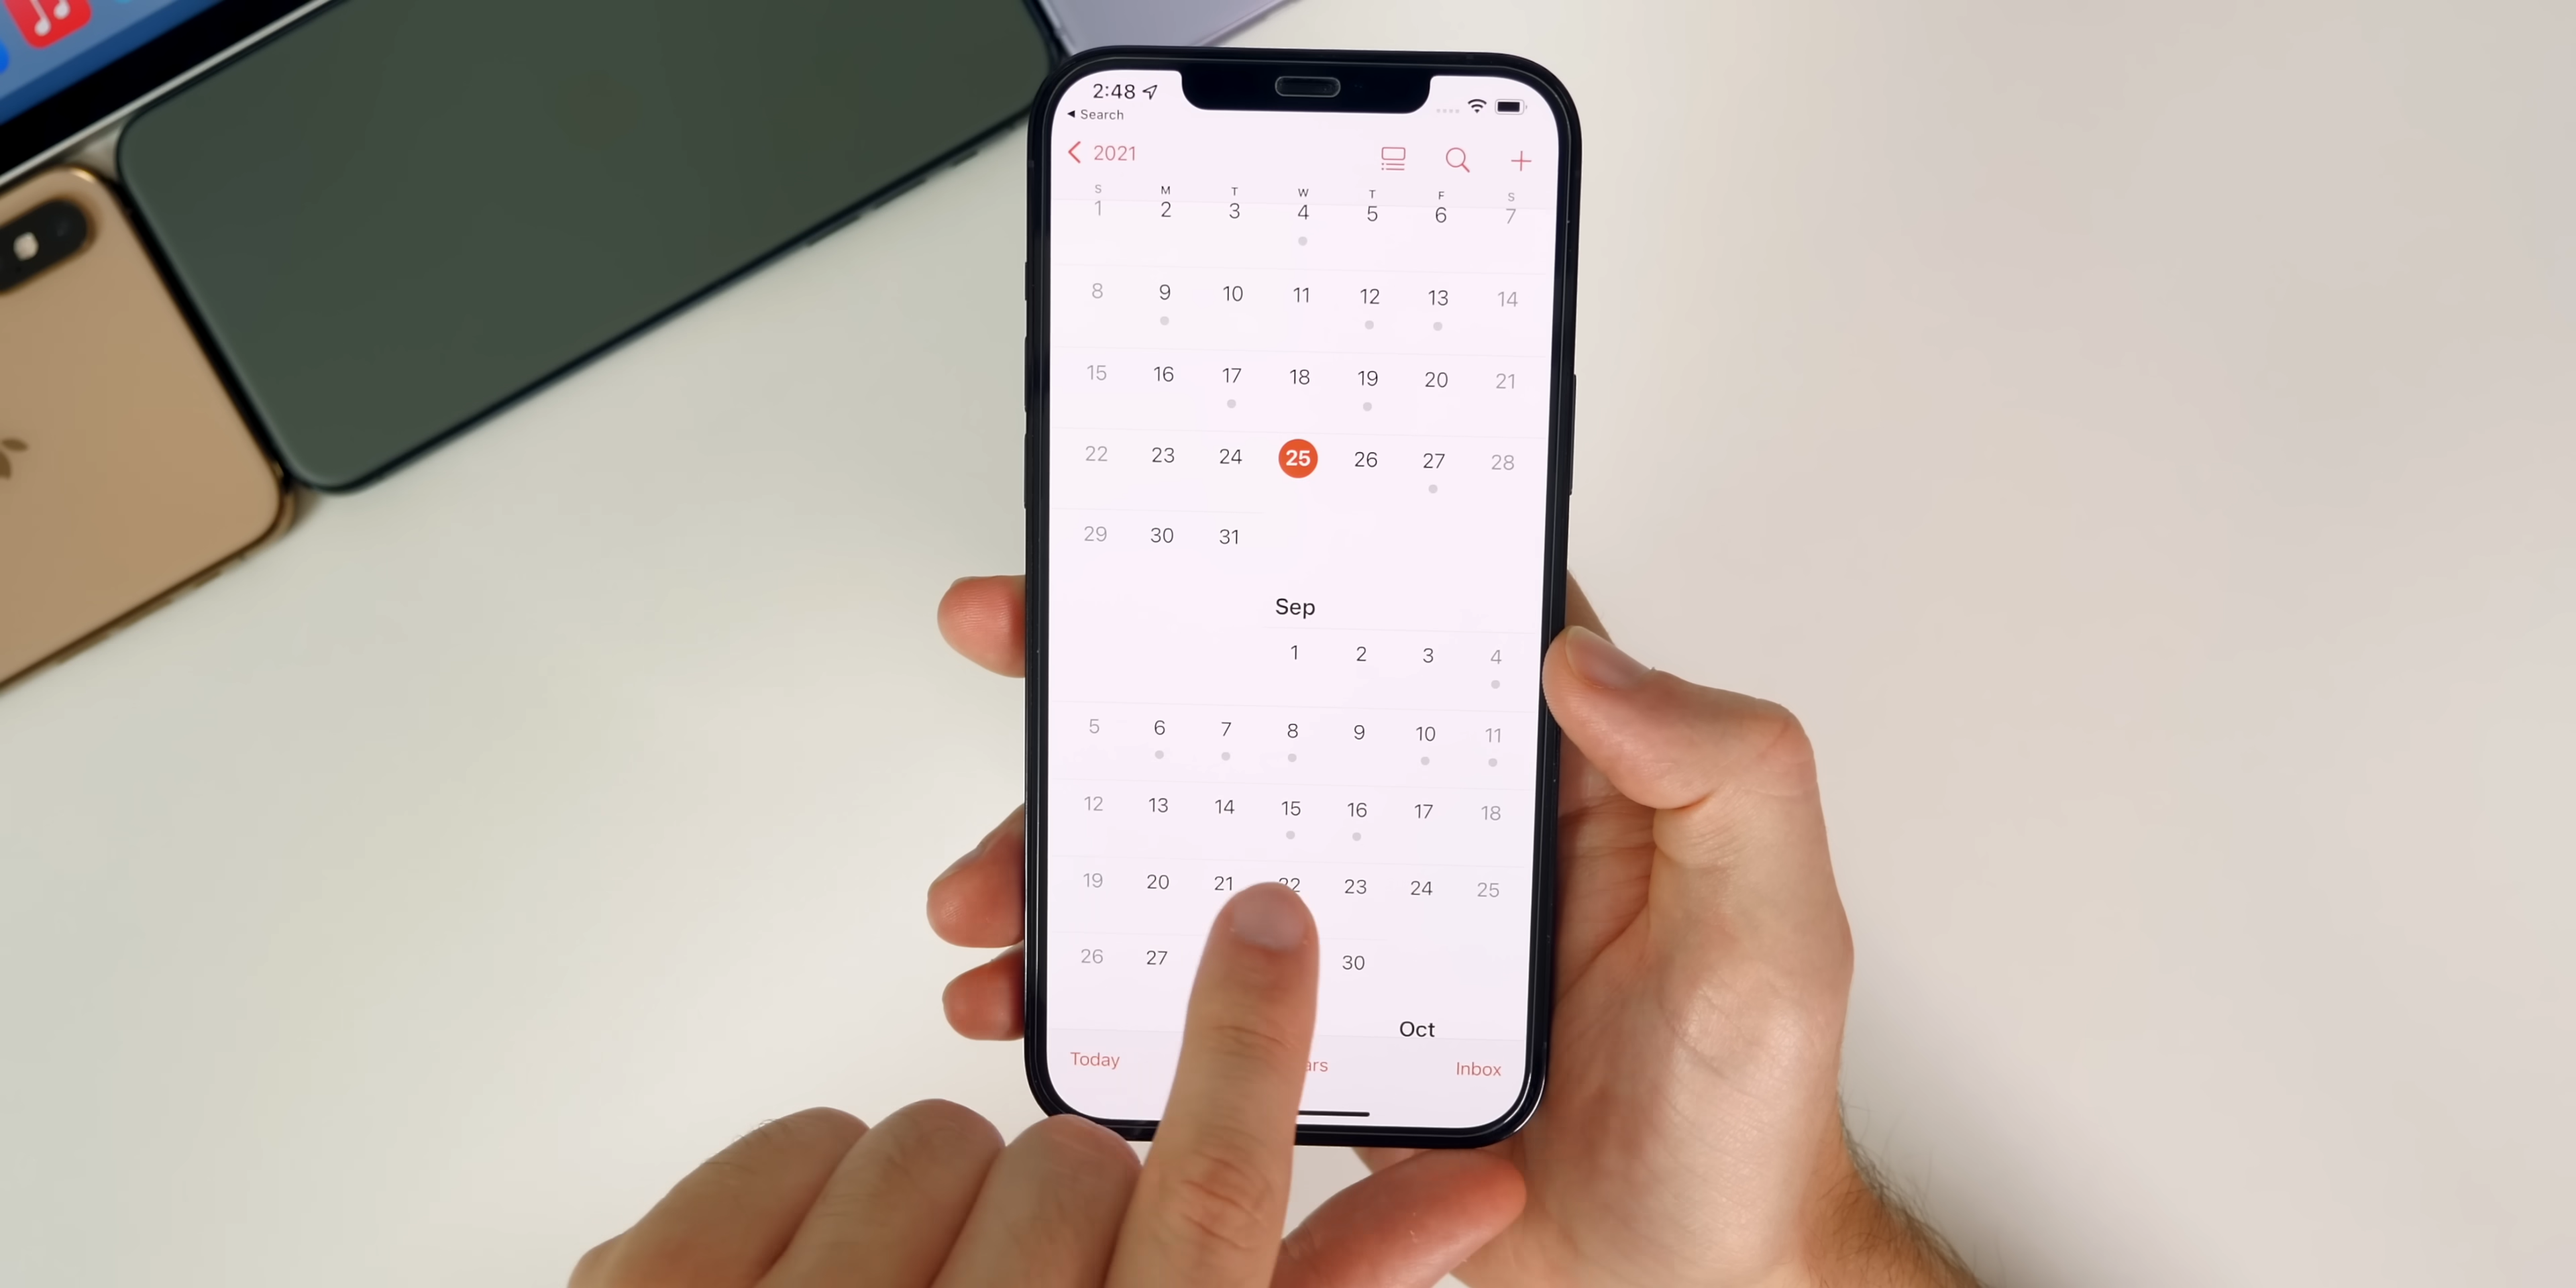 2:48
◀ Search
2021
S M T W T F S
1 2 3 4 5 6 7
8 9 10 11 12 13 14
15 16 17 18 19 20 21
22 23 24 25 26 27 28
29 30 31
Sep
1 2 3 4
5 6 7 8 9 10 11
12 13 14 15 16 17 18
19 20 21 22 23 24 25
26 27 30
Oct
Today Inbox